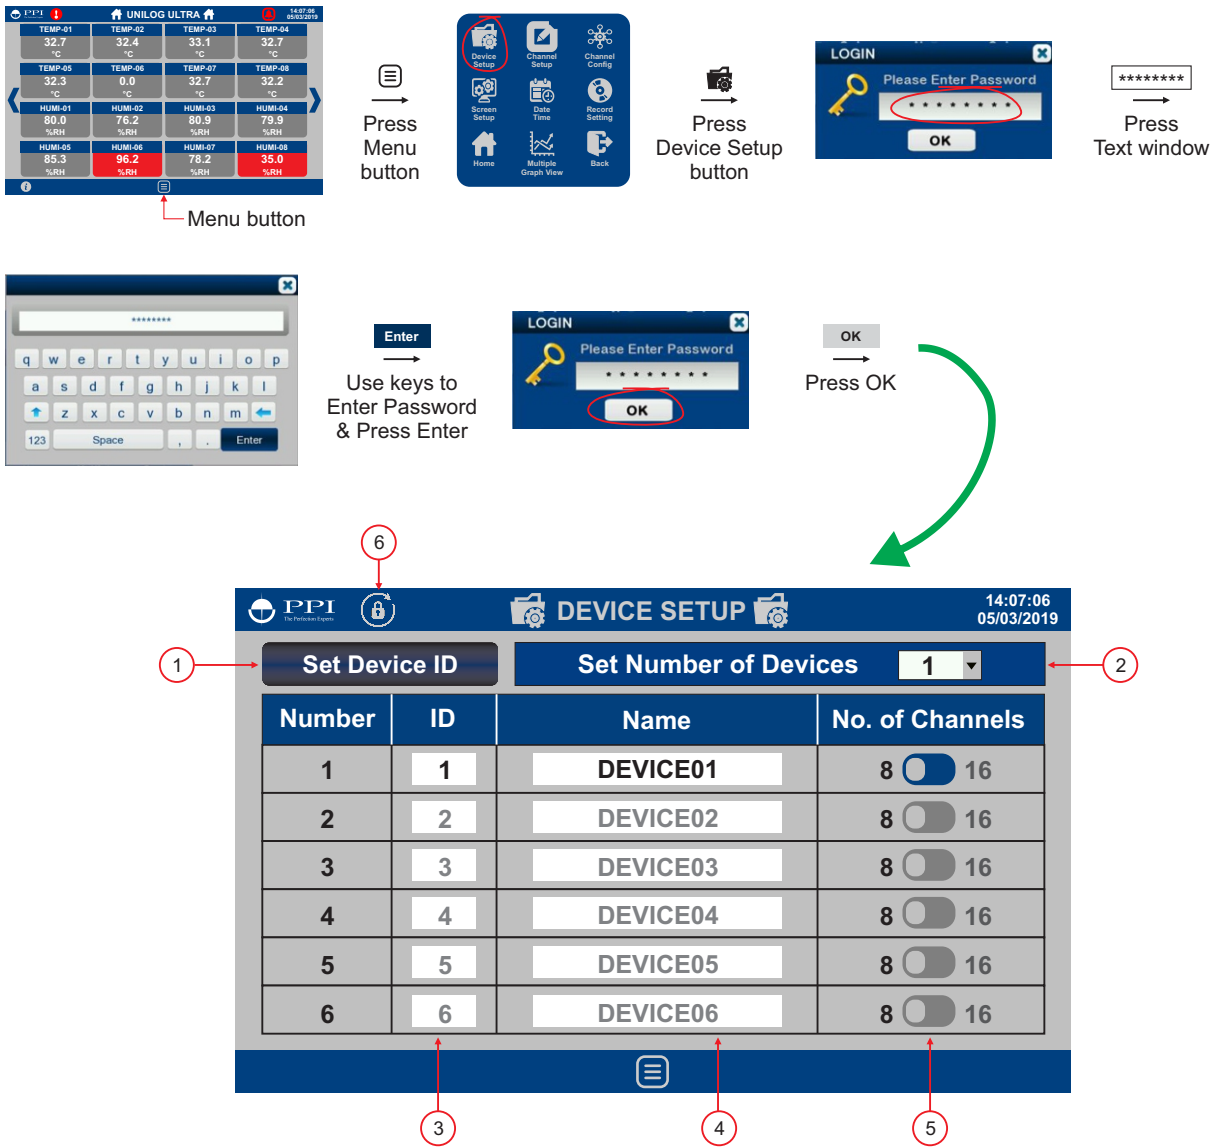 PPI
UNILOG ULTRA
14:07:06
05/03/2019
TEMP-01 TEMP-02 TEMP-03 TEMP-04
32.7 32.4 33.1 32.7
°C °C °C °C
TEMP-05 TEMP-06 TEMP-07 TEMP-08
32.3 0.0 32.7 32.2
°C °C °C °C
HUMI-01 HUMI-02 HUMI-03 HUMI-04
80.0 76.2 80.9 79.9
%RH %RH %RH %RH
HUMI-05 HUMI-06 HUMI-07 HUMI-08
85.3 96.2 78.2 35.0
%RH %RH %RH %RH
Menu button
Press
Menu
button
Device
Setup
Channel
Setup
Channel
Config
Screen
Setup
Date
Time
Record
Setting
Home
Multiple
Graph View
Back
Press
Device Setup
button
LOGIN
Please Enter Password
* * * * * * * *
OK
********
Press
Text window
********
q w e r t y u i o p
a s d f g h j k l
z x c v b n m
123 Space , . Enter
Enter
Use keys to
Enter Password
& Press Enter
LOGIN
Please Enter Password
* * * * * * * *
OK
OK
Press OK
6
PPI
The Perfection Experts
DEVICE SETUP
14:07:06
05/03/2019
1
Set Device ID
Set Number of Devices 1
2
Number ID Name No. of Channels
1 1 DEVICE01 8 16
2 2 DEVICE02 8 16
3 3 DEVICE03 8 16
4 4 DEVICE04 8 16
5 5 DEVICE05 8 16
6 6 DEVICE06 8 16
3 4 5